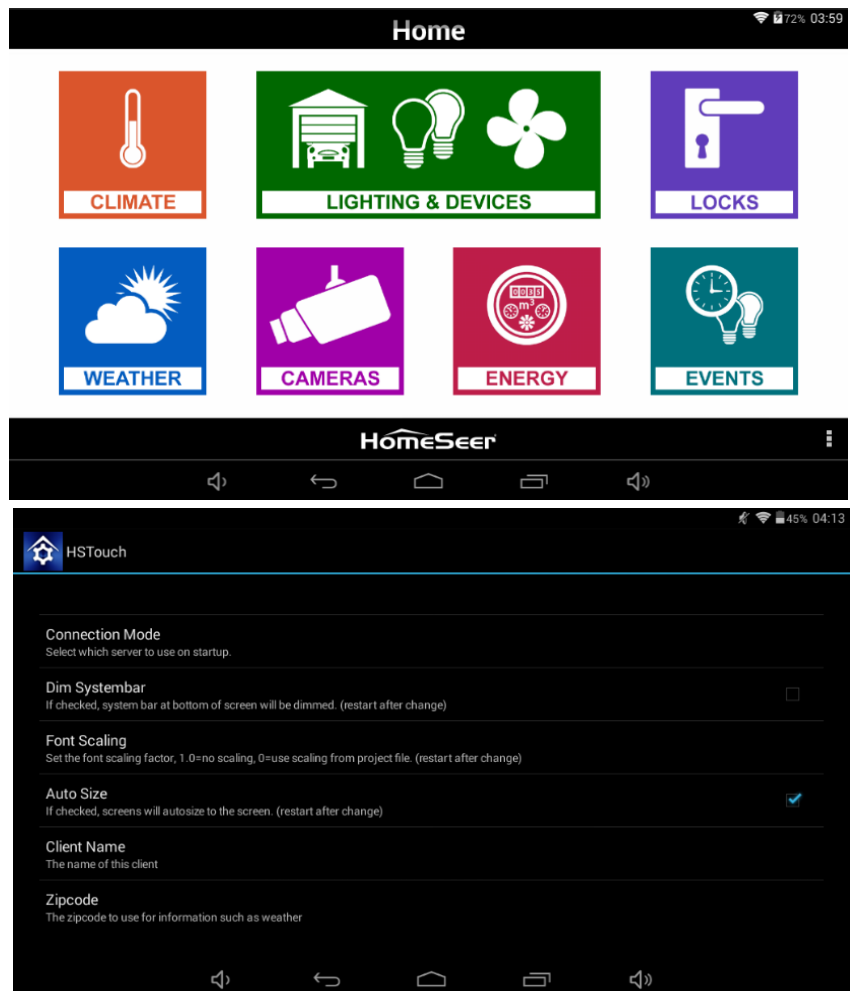 Home
72% 03:59
CLIMATE
LIGHTING & DEVICES
LOCKS
0035
m³
WEATHER
CAMERAS
ENERGY
EVENTS
HomeSeer
45% 04:13
HSTouch
Connection Mode
Select which server to use on startup.
Dim Systembar
If checked, system bar at bottom of screen will be dimmed. (restart after change)
Font Scaling
Set the font scaling factor, 1.0=no scaling, 0=use scaling from project file. (restart after change)
Auto Size
If checked, screens will autosize to the screen. (restart after change)
Client Name
The name of this client
Zipcode
The zipcode to use for information such as weather